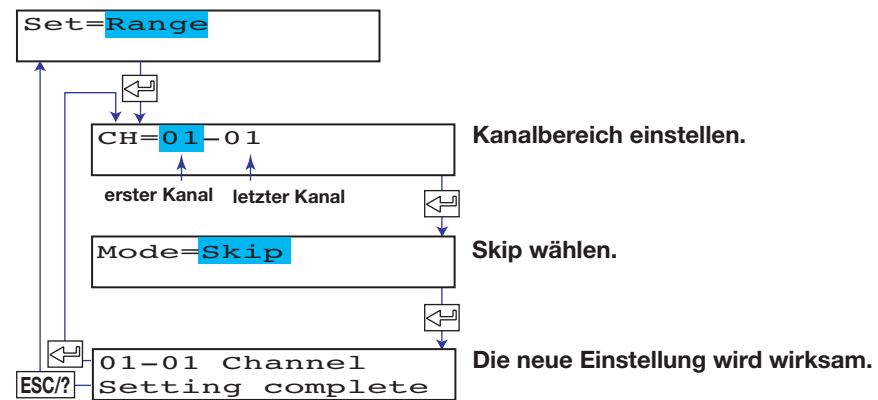 Set=Range
CH=01-01
Kanalbereich einstellen.
erster Kanal
letzter Kanal
Mode=Skip
Skip wählen.
01-01 Channel
Die neue Einstellung wird wirksam.
ESC/?
Setting complete